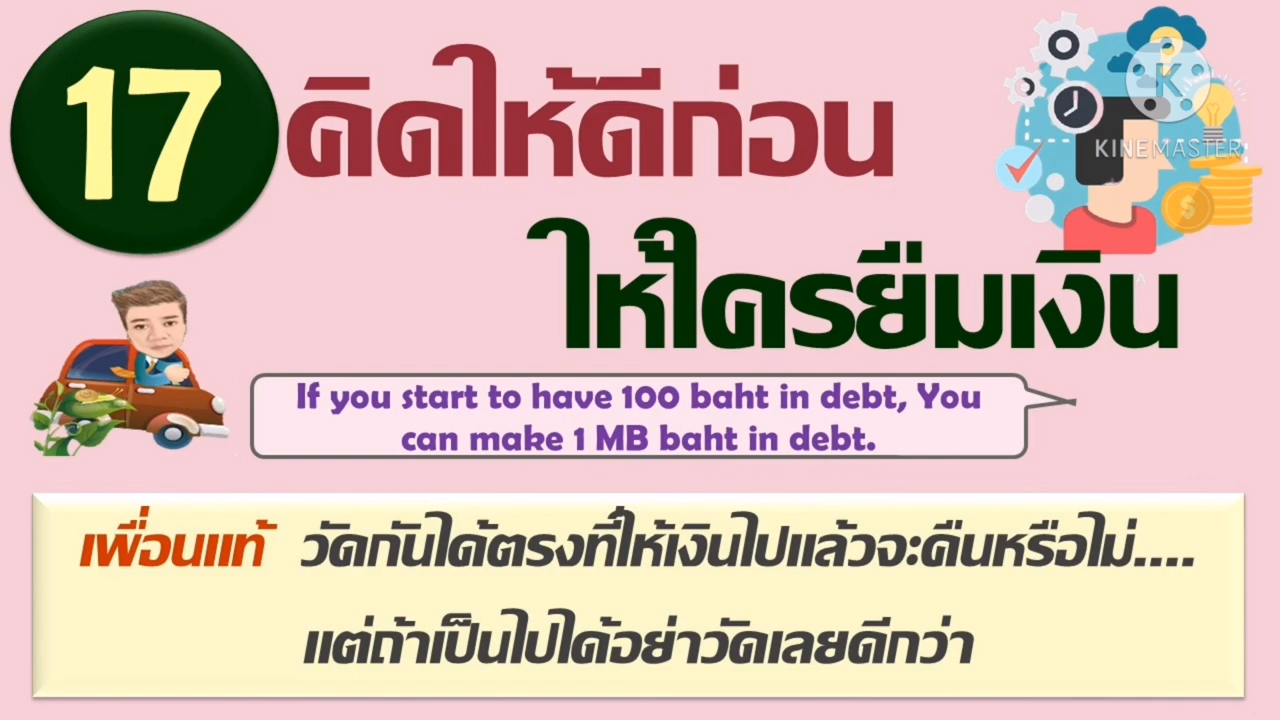 17
คิดให้ดีก่อน
ให้ใครยืมเงิน
KINEMASTER
If you start to have 100 baht in debt, You
can make 1 MB baht in debt.
เพื่อนแท้ วัดกันได้ตรงที่ให้เงินไปแล้วจะคืนหรือไม่....
แต่ถ้าเป็นไปได้อย่าวัดเลยดีกว่า